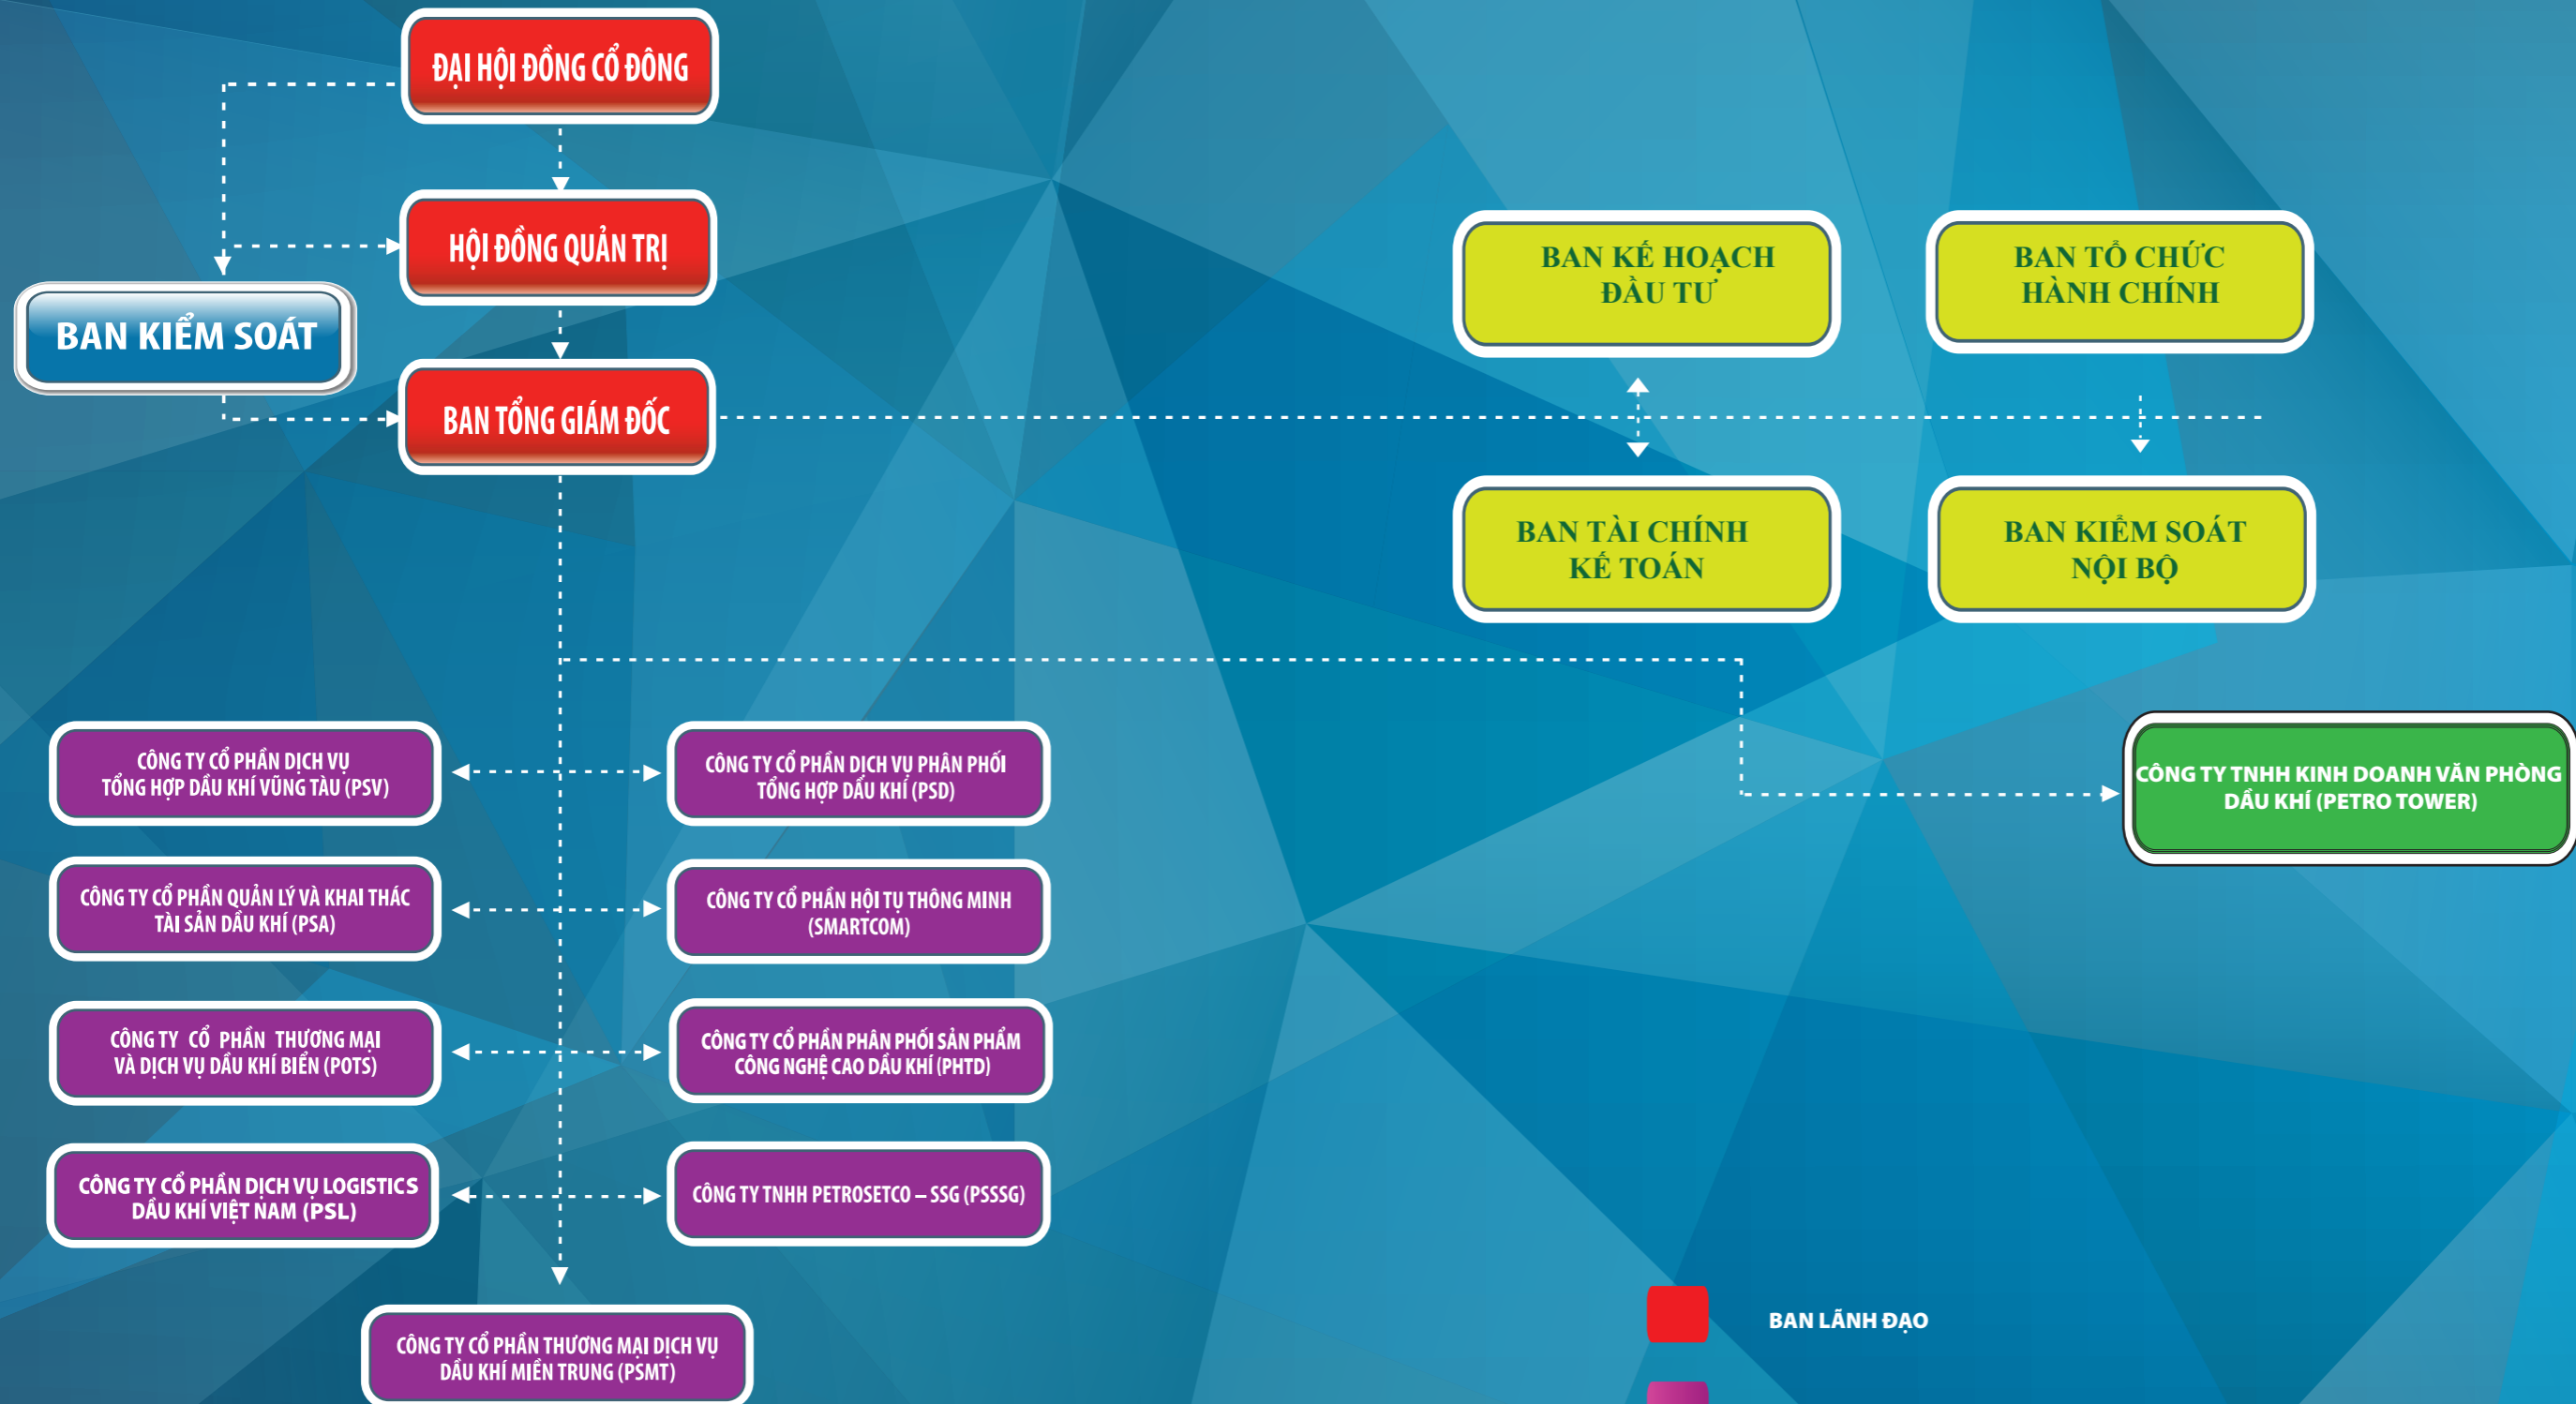 ĐẠI HỘI ĐỒNG CỔ ĐÔNG
HỘI ĐỒNG QUẢN TRỊ
BAN KIỂM SOÁT
BAN TỔNG GIÁM ĐỐC
BAN KẾ HOẠCH
ĐẦU TƯ
BAN TỔ CHỨC
HÀNH CHÍNH
BAN TÀI CHÍNH
KẾ TOÁN
BAN KIỂM SOÁT
NỘI BỘ
CÔNG TY CỔ PHẦN DỊCH VỤ
TỔNG HỢP DẦU KHÍ VŨNG TÀU (PSV)
CÔNG TY CỔ PHẦN DỊCH VỤ PHÂN PHỐI
TỔNG HỢP DẦU KHÍ (PSD)
CÔNG TY TNHH KINH DOANH VĂN PHÒNG
DẦU KHÍ (PETRO TOWER)
CÔNG TY CỔ PHẦN QUẢN LÝ VÀ KHAI THÁC
TÀI SẢN DẦU KHÍ (PSA)
CÔNG TY CỔ PHẦN HỘI TỤ THÔNG MINH
(SMARTCOM)
CÔNG TY CỔ PHẦN THƯƠNG MẠI
VÀ DỊCH VỤ DẦU KHÍ BIỂN (POTS)
CÔNG TY CỔ PHẦN PHÂN PHỐI SẢN PHẨM
CÔNG NGHỆ CAO DẦU KHÍ (PHTD)
CÔNG TY CỔ PHẦN DỊCH VỤ LOGISTICS
DẦU KHÍ VIỆT NAM (PSL)
CÔNG TY TNHH PETROSETCO – SSG (PSSSG)
CÔNG TY CỔ PHẦN THƯƠNG MẠI DỊCH VỤ
DẦU KHÍ MIỀN TRUNG (PSMT)
BAN LÃNH ĐẠO